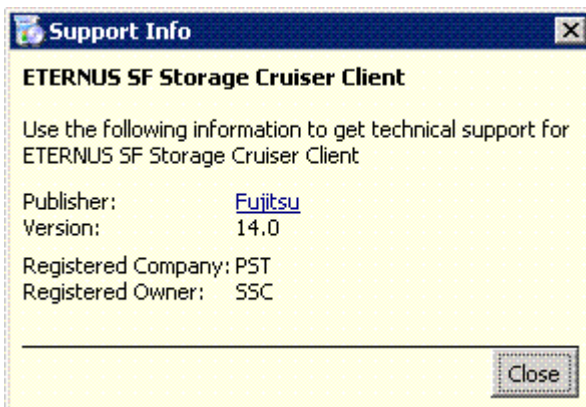 Support Info
ETERNUS SF Storage Cruiser Client
Use the following information to get technical support for
ETERNUS SF Storage Cruiser Client
Publisher: Fujitsu
Version: 14.0
Registered Company: PST
Registered Owner: SSC
Close